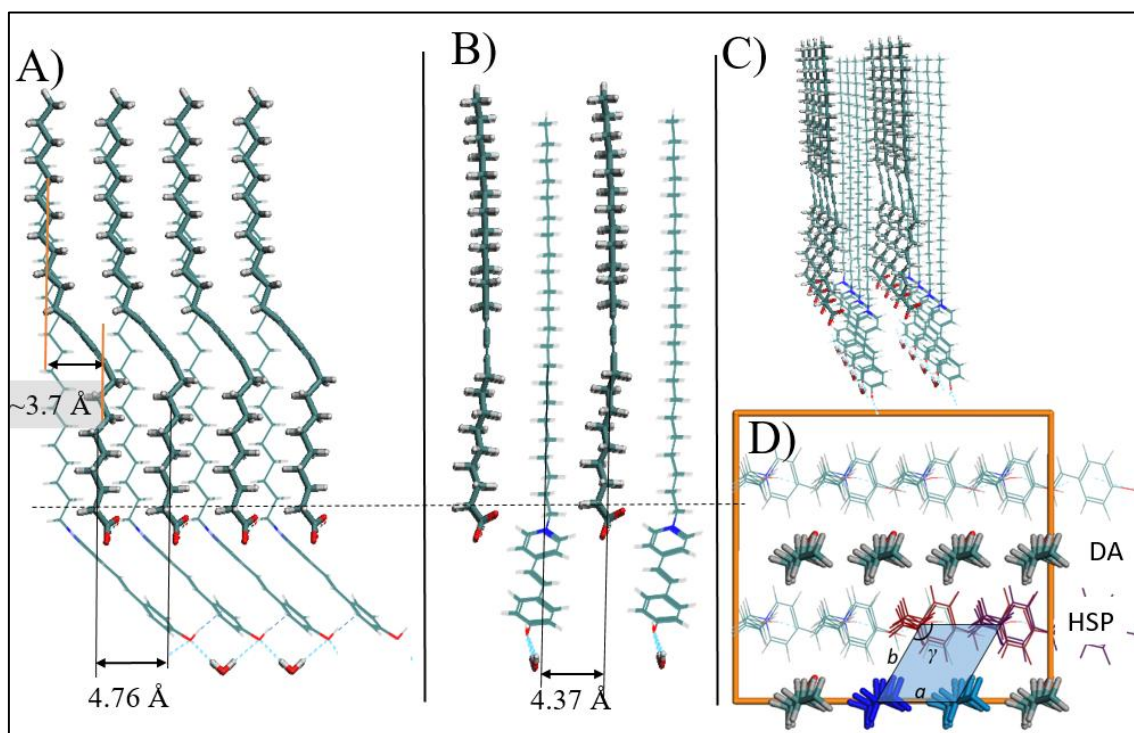 A)
B)
C)
~3.7 Å
D)
DA
HSP
b
γ
a
4.76 Å
4.37 Å